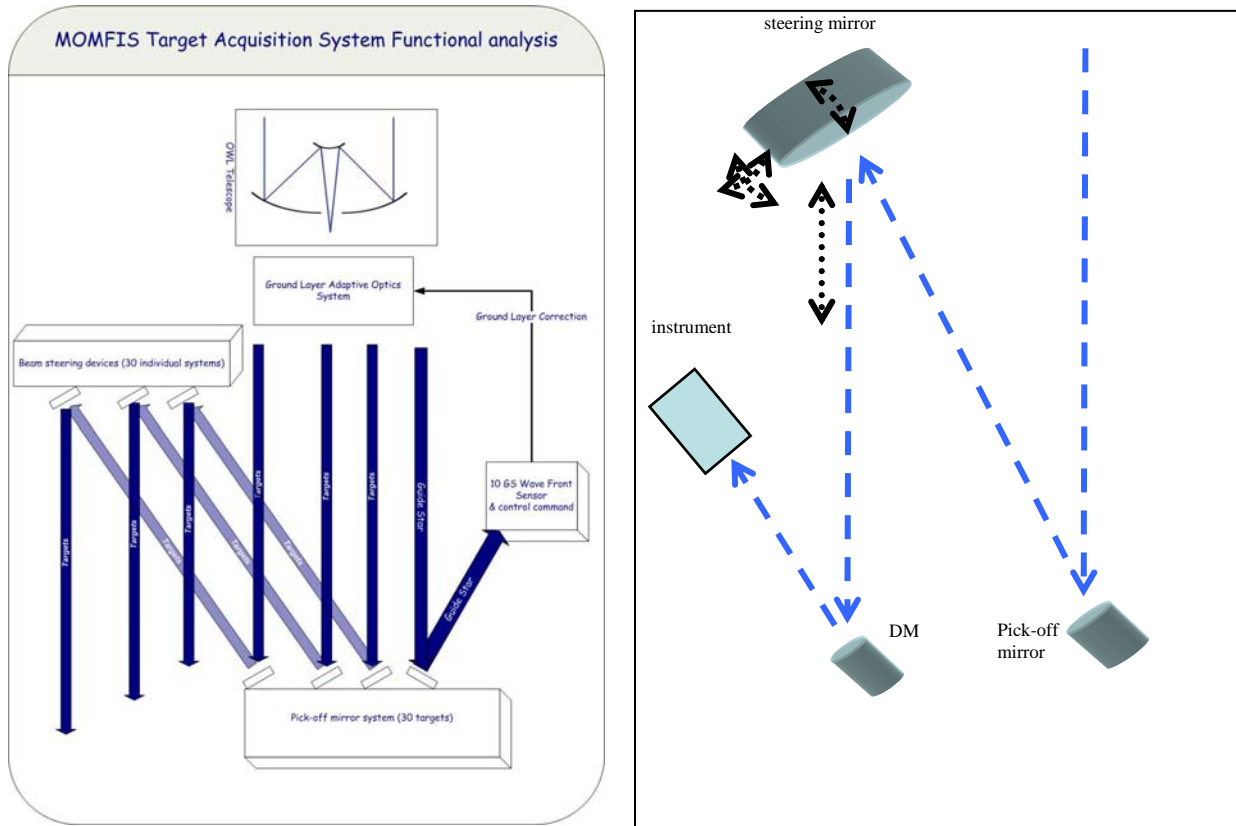 MOMFIS Target Acquisition System Functional analysis
OWL Telescope
Ground Layer Adaptive Optics
System
Ground Layer Correction
Beam steering devices (30 individual systems)
Targets
Targets
Targets
Targets
Targets
Targets
Targets
Targets
Targets
Guide Star
Guide Star
10 GS Wave Front
Sensor
& control command
Pick-off mirror system (30 targets)
steering mirror
instrument
DM
Pick-off
mirror